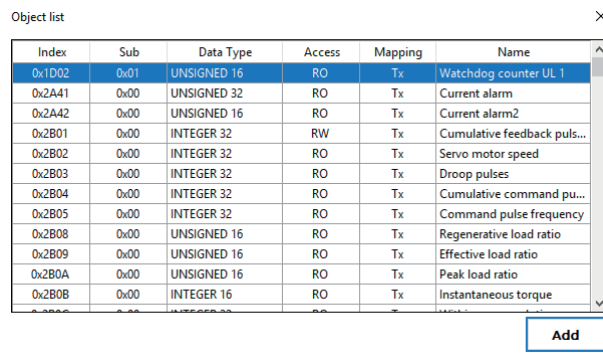 Object list
Index Sub Data Type Access Mapping Name
0x1D02 0x01 UNSIGNED 16 RO Tx Watchdog counter UL 1
0x2A41 0x00 UNSIGNED 32 RO Tx Current alarm
0x2A42 0x00 UNSIGNED 16 RO Tx Current alarm2
0x2B01 0x00 INTEGER 32 RW Tx Cumulative feedback puls...
0x2B02 0x00 INTEGER 32 RO Tx Servo motor speed
0x2B03 0x00 INTEGER 32 RO Tx Droop pulses
0x2B04 0x00 INTEGER 32 RO Tx Cumulative command pu...
0x2B05 0x00 INTEGER 32 RO Tx Command pulse frequency
0x2B08 0x00 UNSIGNED 16 RO Tx Regenerative load ratio
0x2B09 0x00 UNSIGNED 16 RO Tx Effective load ratio
0x2B0A 0x00 UNSIGNED 16 RO Tx Peak load ratio
0x2B0B 0x00 INTEGER 16 RO Tx Instantaneous torque
Add